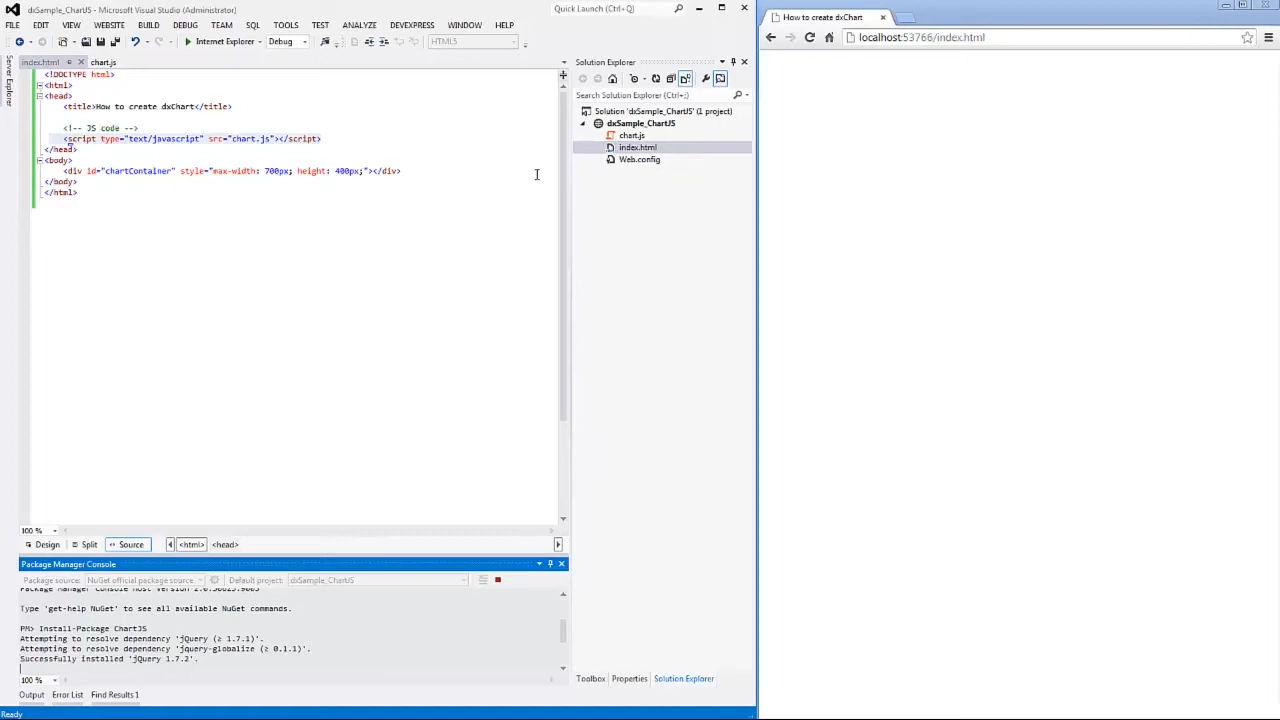 dxSample_ChartJS - Microsoft Visual Studio (Administrator)
Quick Launch (Ctrl+Q)
FILE EDIT VIEW WEBSITE BUILD DEBUG TEAM SQL TOOLS TEST ANALYZE DEVEXPRESS WINDOW HELP
Internet Explorer Debug HTML5
Server Explorer
index.html chart.js
<!DOCTYPE html>
<html>
<head>
<title>How to create dxChart</title>
<!-- JS code -->
<script type="text/javascript" src="chart.js"></script>
</head>
<body>
<div id="chartContainer" style="max-width: 700px; height: 400px;"></div>
</body>
</html>
100 %
Design Split Source <html> <head>
Package Manager Console
Package source: NuGet official package source Default project: dxSample_ChartJS
Type 'get-help NuGet' to see all available NuGet commands.
PM> Install-Package ChartJS
Attempting to resolve dependency 'jQuery (≥ 1.7.1)'.
Attempting to resolve dependency 'jquery-globalize (≥ 0.1.1)'.
Successfully installed 'jQuery 1.7.2'.
100 %
Output Error List Find Results 1
Ready
Solution Explorer
Search Solution Explorer (Ctrl+;)
Solution 'dxSample_ChartJS' (1 project)
dxSample_ChartJS
chart.js
index.html
Web.config
Toolbox Properties Solution Explorer
How to create dxChart
localhost:53766/index.html